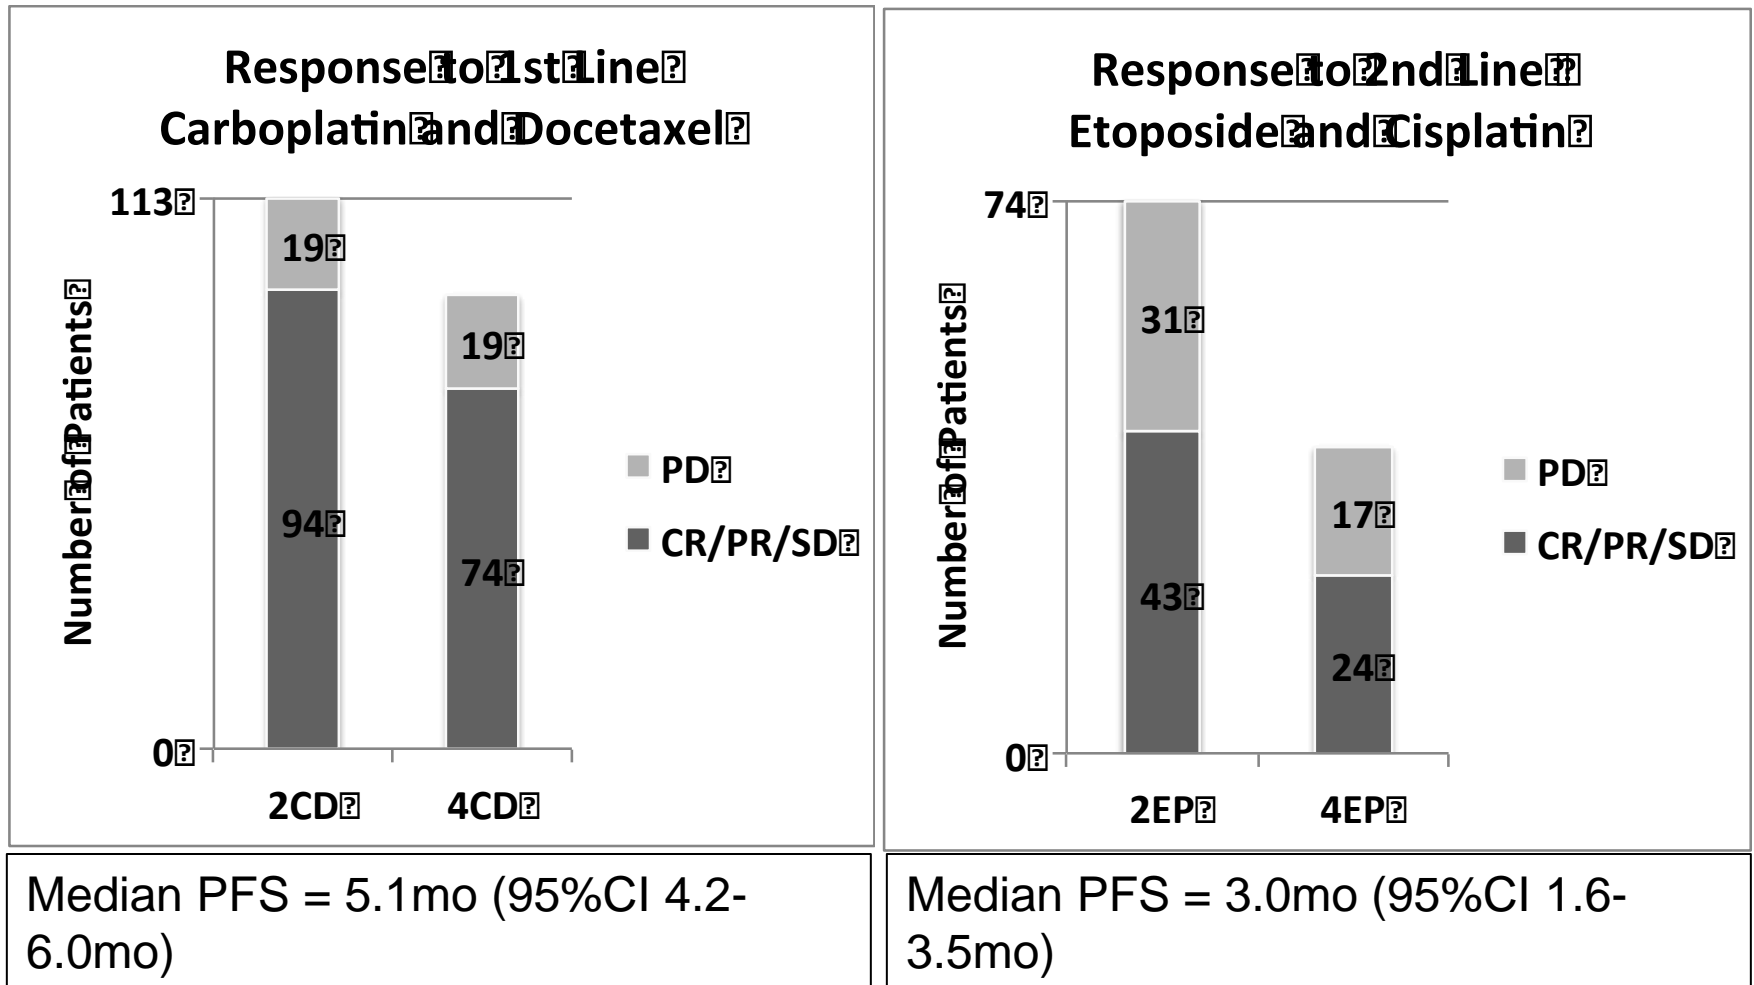 Response to 1st Line
Carboplatin and Docetaxel
113
19
19
94
74
0
Number of Patients
2CD
4CD
PD
CR/PR/SD
Median PFS = 5.1mo (95%CI 4.2-
6.0mo)
Response to 2nd Line
Etoposide and Cisplatin
74
31
17
43
24
0
Number of Patients
2EP
4EP
PD
CR/PR/SD
Median PFS = 3.0mo (95%CI 1.6-
3.5mo)